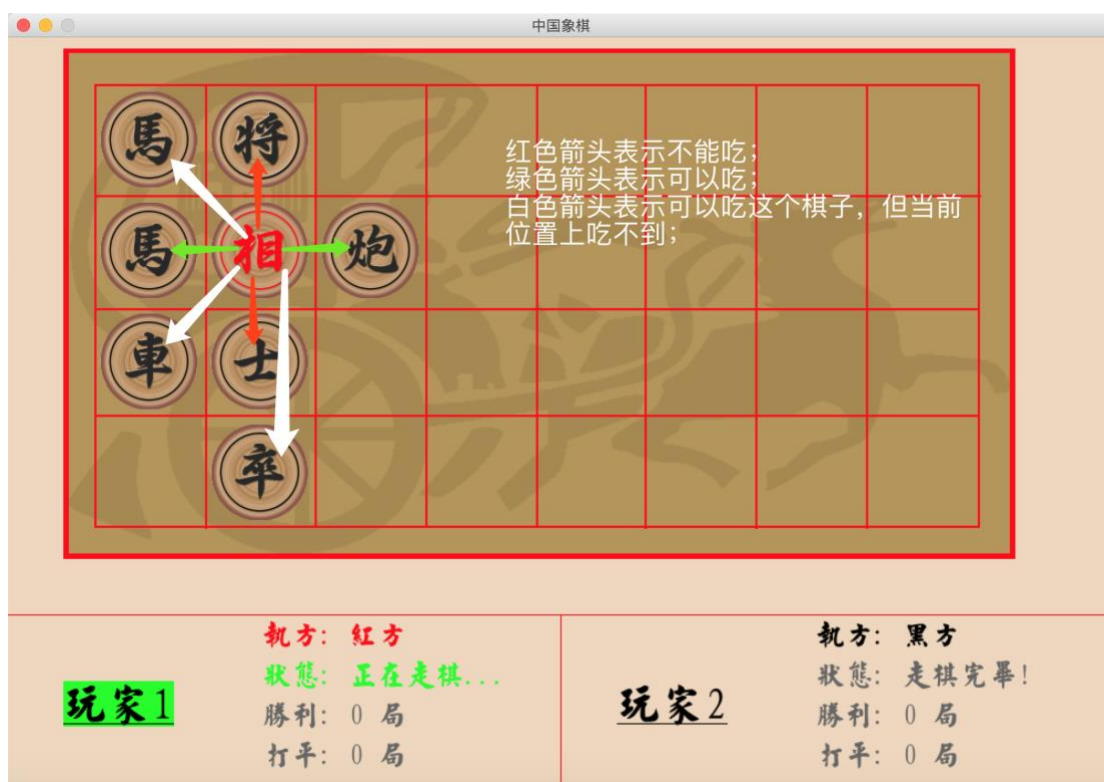 中国象棋
馬 将
红色箭头表示不能吃；
绿色箭头表示可以吃；
白色箭头表示可以吃这个棋子，但当前
位置上吃不到；
馬 相 炮
車 士
卒
執方： 紅方
狀態： 正在走棋...
玩家1
勝利： 0 局
打平： 0 局
執方： 黑方
狀態： 走棋完畢！
玩家2
勝利： 0 局
打平： 0 局